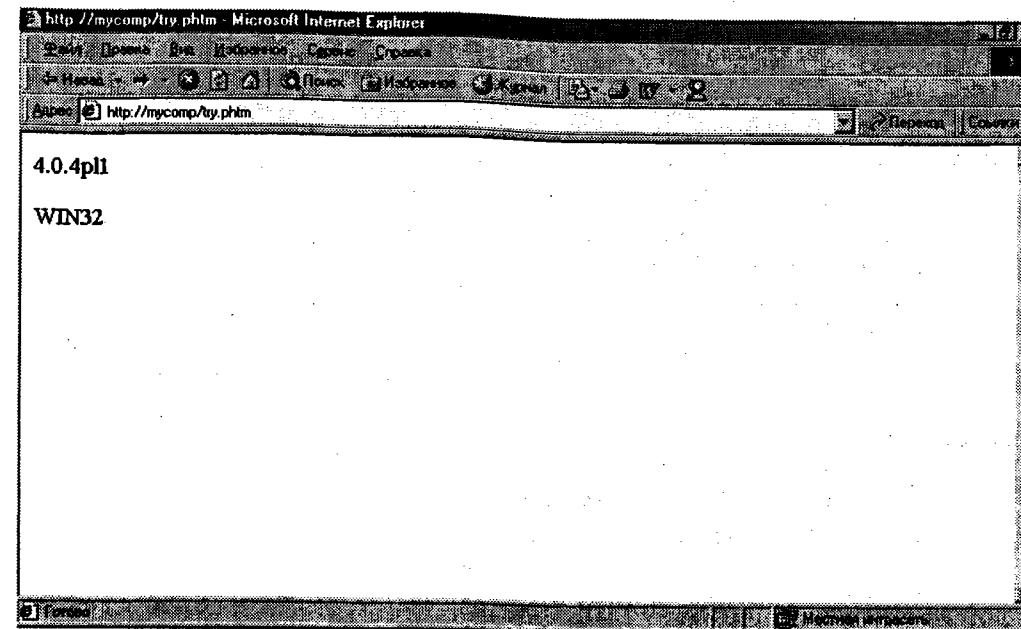 http://mycomp/try.phtm - Microsoft Internet Explorer
Файл Правка Вид Избранное Сервис Справка
Назад Поиск Избранное Журнал
Адрес http://mycomp/try.phtm Переход Ссылки
4.0.4pl1
WIN32
Готово Местная интрасеть